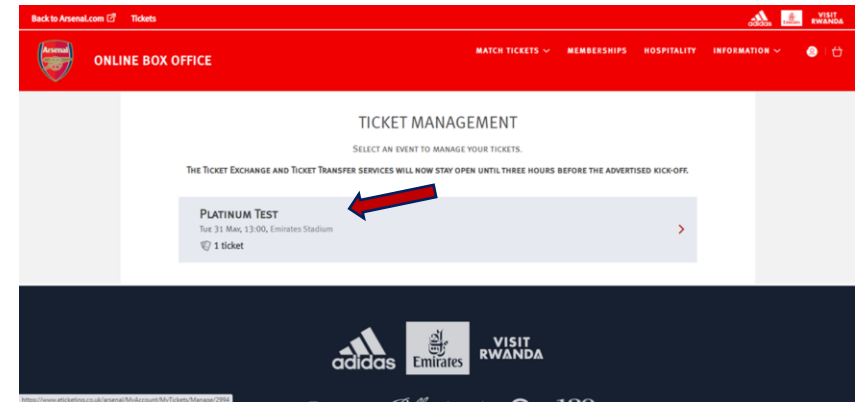 Back to Arsenal.com Tickets
adidas Emirates VISIT RWANDA
Arsenal
ONLINE BOX OFFICE
MATCH TICKETS MEMBERSHIPS HOSPITALITY INFORMATION
TICKET MANAGEMENT
SELECT AN EVENT TO MANAGE YOUR TICKETS.
THE TICKET EXCHANGE AND TICKET TRANSFER SERVICES WILL NOW STAY OPEN UNTIL THREE HOURS BEFORE THE ADVERTISED KICK-OFF.
PLATINUM TEST
Tue 31 May, 13:00, Emirates Stadium
1 ticket
adidas
Emirates
VISIT
RWANDA
https://www.eticketing.co.uk/arsenal/MyAccount/MyTickets/Manage/2994